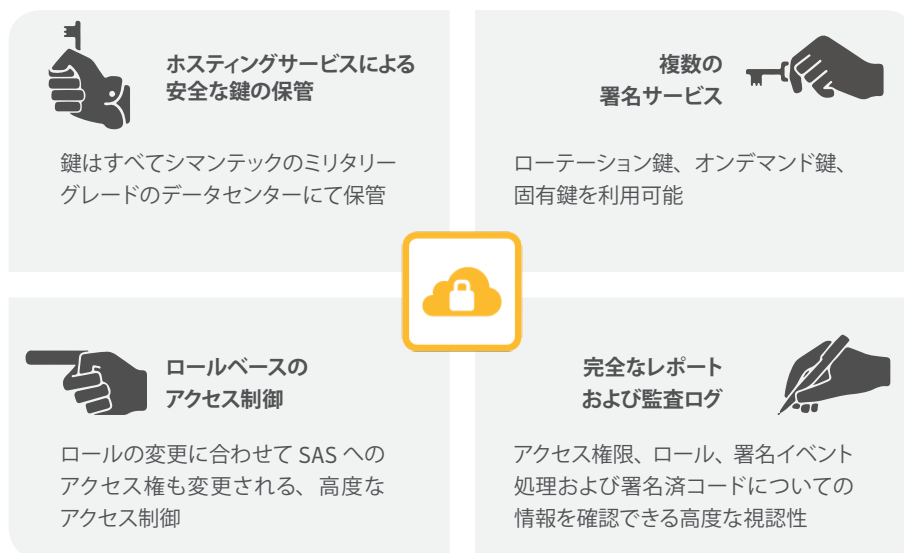 ホスティングサービスによる
安全な鍵の保管
鍵はすべてシマンテックのミリタリー
グレードのデータセンターにて保管
複数の
署名サービス
ローテーション鍵、オンデマンド鍵、
固有鍵を利用可能
ロールベースの
アクセス制御
ロールの変更に合わせて SAS への
アクセス権も変更される、高度な
アクセス制御
完全なレポート
および監査ログ
アクセス権限、ロール、署名イベント
処理および署名済コードについての
情報を確認できる高度な視認性